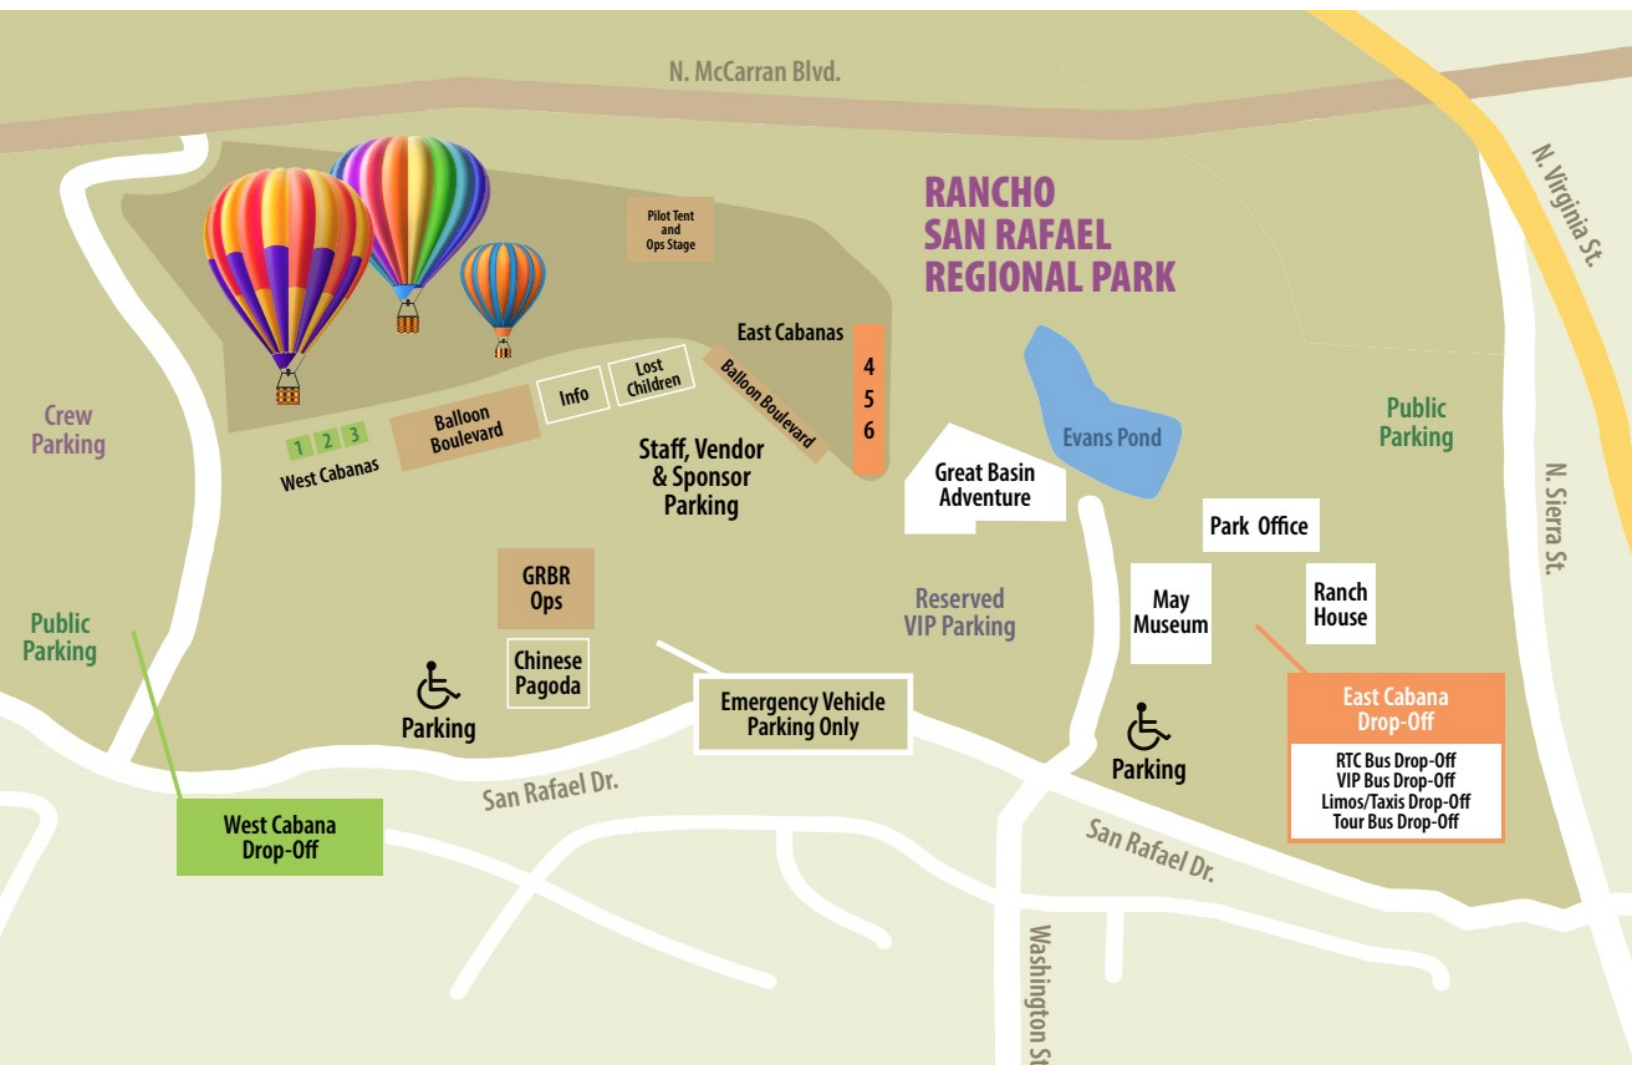 N. McCarran Blvd.
N. Virginia St.
RANCHO
SAN RAFAEL
REGIONAL PARK
Pilot Tent
and
Ops Stage
East Cabanas
4
5
6
Lost
Children
Info
Balloon Boulevard
Balloon
Boulevard
1 2 3
West Cabanas
Crew
Parking
Staff, Vendor
& Sponsor
Parking
Great Basin
Adventure
Evans Pond
Public
Parking
N. Sierra St.
Park Office
GRBR
Ops
Reserved
VIP Parking
May
Museum
Ranch
House
Public
Parking
Chinese
Pagoda
Parking
Emergency Vehicle
Parking Only
Parking
East Cabana
Drop-Off
RTC Bus Drop-Off
VIP Bus Drop-Off
Limos/Taxis Drop-Off
Tour Bus Drop-Off
San Rafael Dr.
West Cabana
Drop-Off
San Rafael Dr.
Washington St